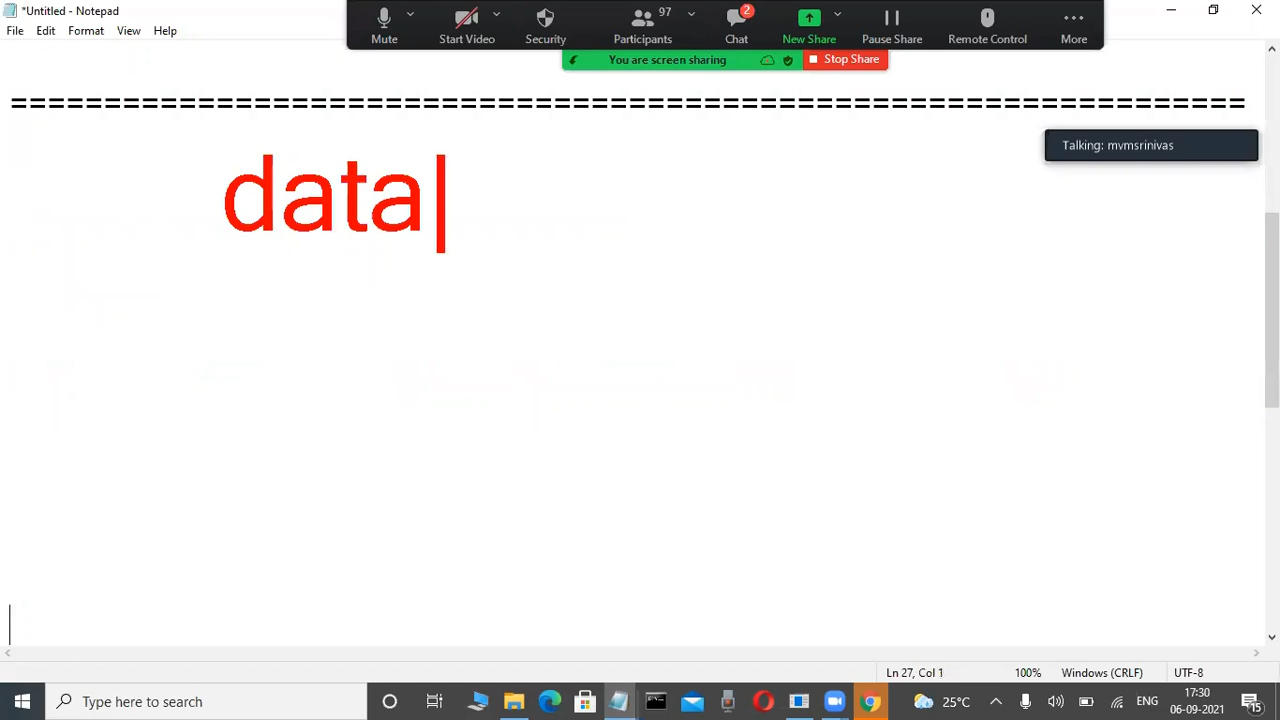 *Untitled - Notepad
File Edit Format View Help
Mute Start Video Security Participants 97 Chat 2 New Share Pause Share Remote Control More
You are screen sharing Stop Share
==================================================================
Talking: mvmsrinivas
data
Ln 27, Col 1 100% Windows (CRLF) UTF-8
Type here to search 25°C ENG 17:30
06-09-2021 15